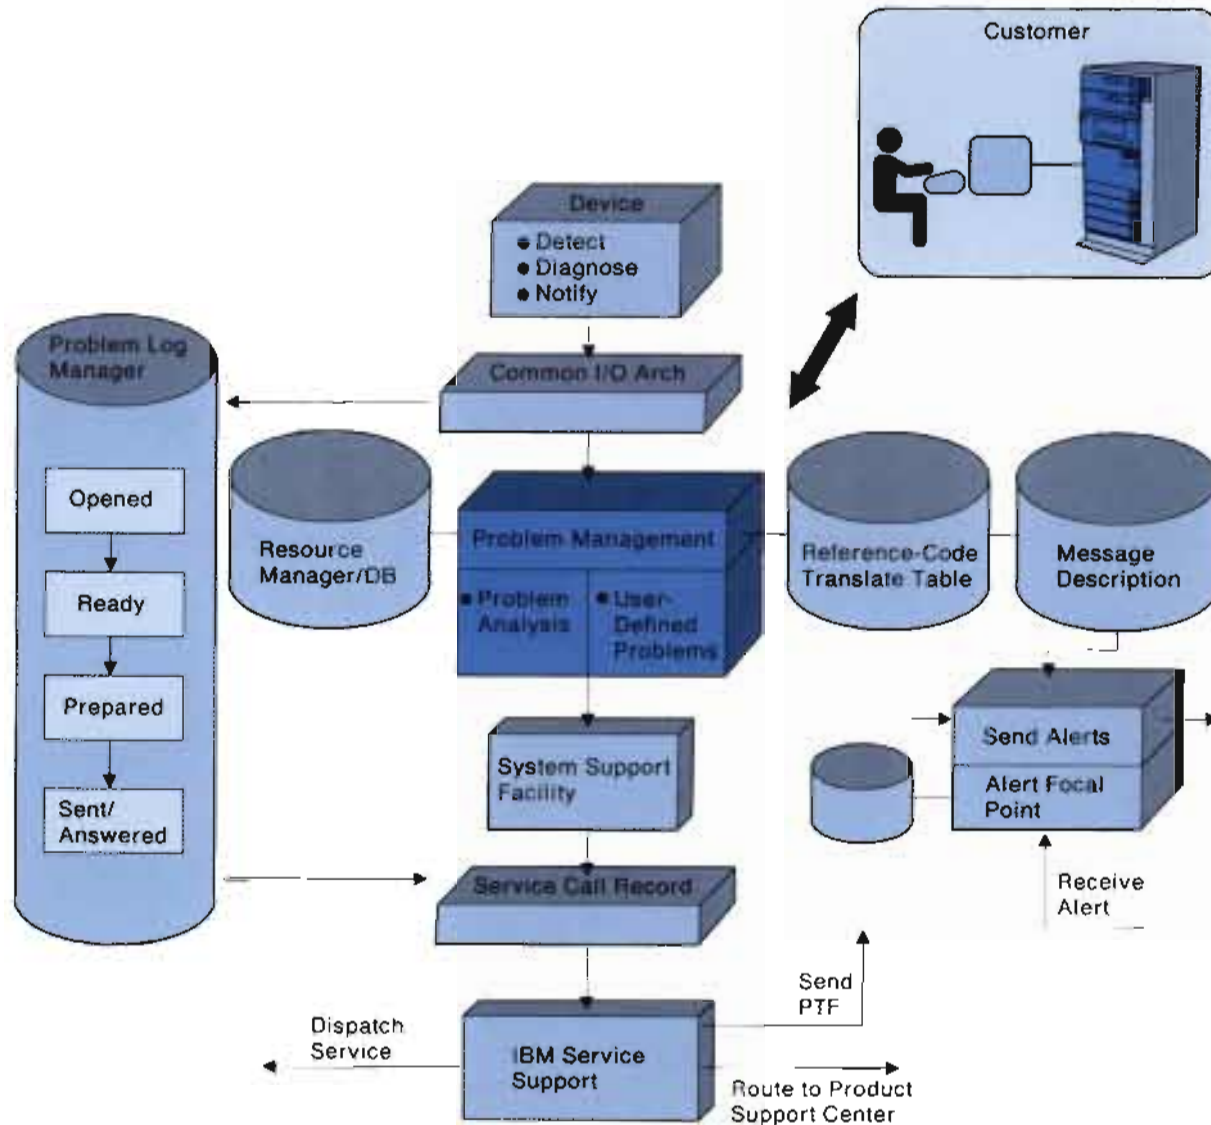 Customer
Device
• Detect
• Diagnose
• Notify
Problem Log
Manager
Common I/O Arch
Opened
Ready
Prepared
Sent/
Answered
Resource
Manager/DB
Problem Management
• Problem
Analysis
• User-
Defined
Problems
Reference-Code
Translate Table
Message
Description
System Support
Facility
Send Alerts
Alert Focal
Point
Service Call Record
Receive
Alert
Send
PTF
Dispatch
Service
IBM Service
Support
Route to Product
Support Center